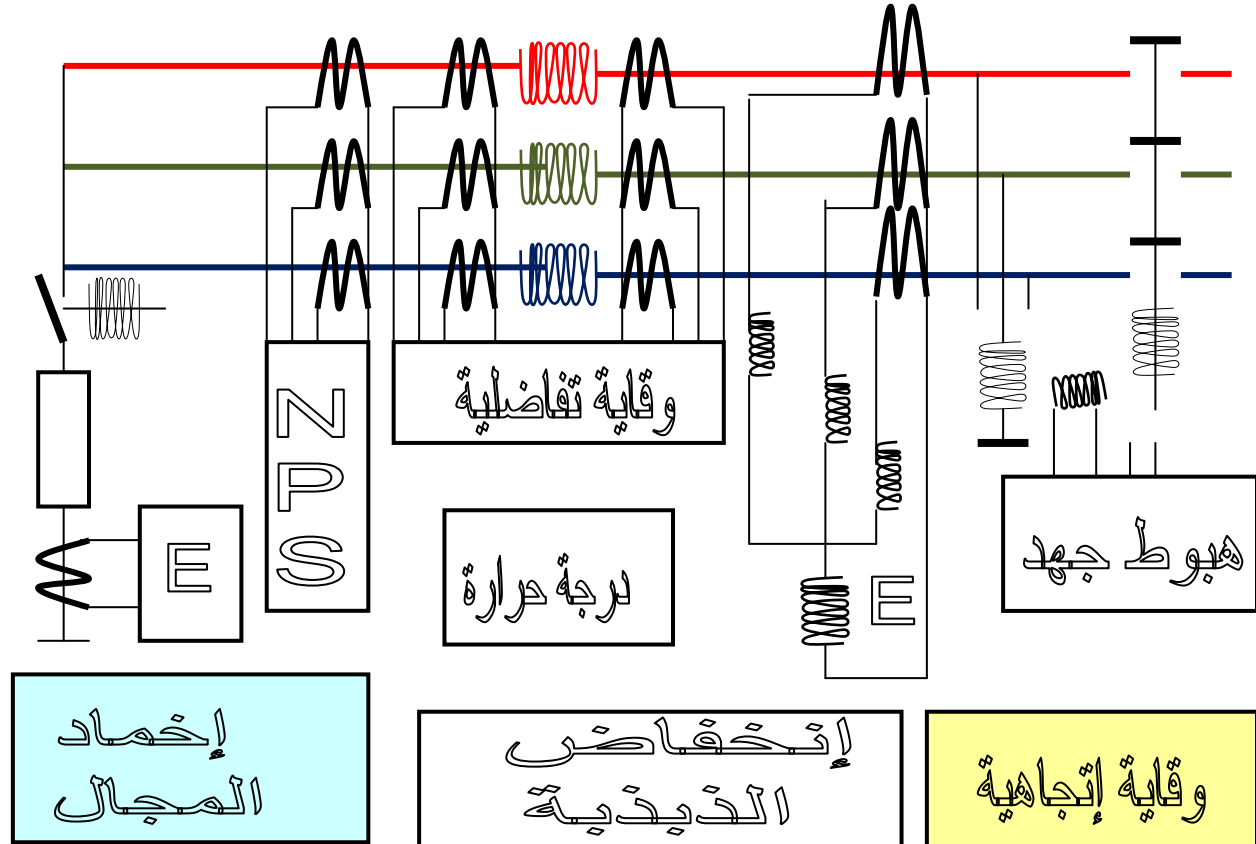 N
P
S
وقاية تفاضلية
E
درجة حرارة
E
هبوط جهد
إخماد
المجال
إنخفاض
الذبذبة
وقاية إتجاهية